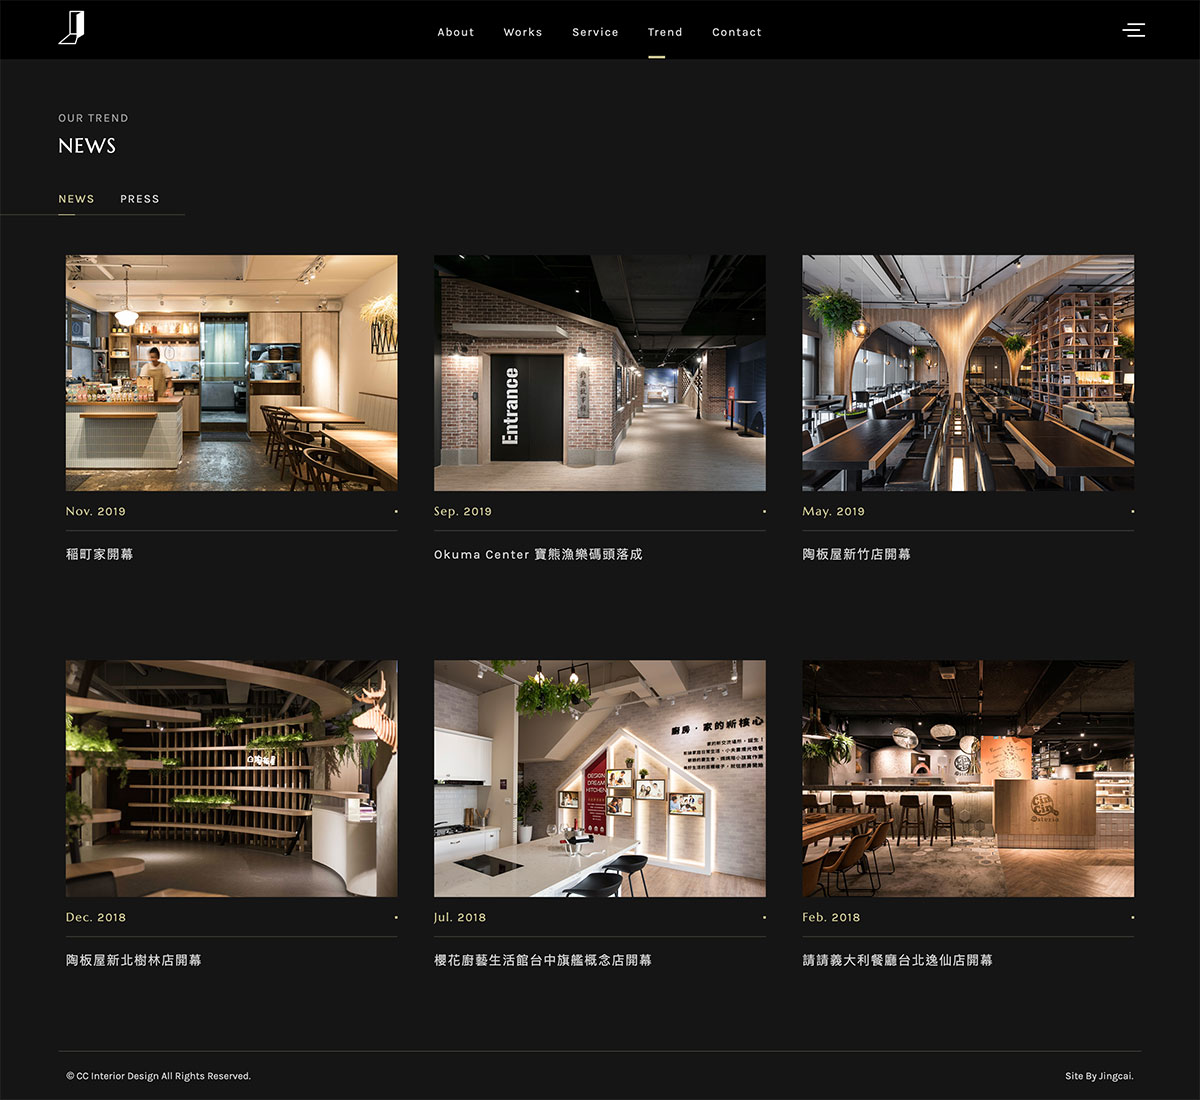 About Works Service Trend Contact
OUR TREND
NEWS
NEWS PRESS
Entrance
Nov. 2019
Sep. 2019
May. 2019
稲町家開幕
Okuma Center 寶熊漁樂碼頭落成
陶板屋新竹店開幕
廚房，家的新核心
DESIGN
DREAM
KITCHEN
Dec. 2018
Jul. 2018
Feb. 2018
陶板屋新北樹林店開幕
櫻花廚藝生活館台中旗艦概念店開幕
請請義大利餐廳台北逸仙店開幕
© CC Interior Design All Rights Reserved.
Site By Jingcai.